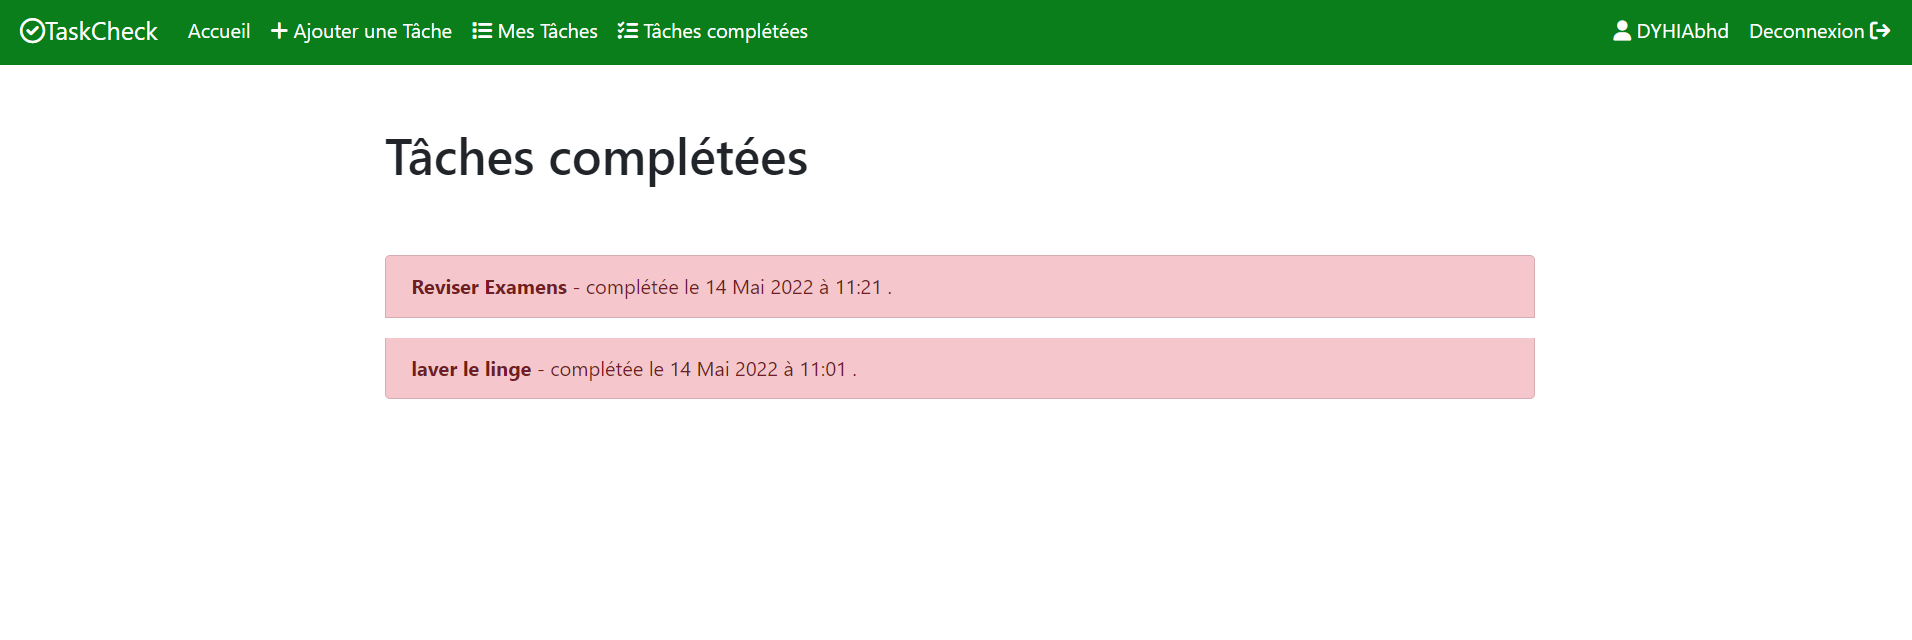 TaskCheck Accueil Ajouter une Tâche Mes Tâches Tâches complétées DYHIAbhd Deconnexion
Tâches complétées
Reviser Examens - complétée le 14 Mai 2022 à 11:21 .
laver le linge - complétée le 14 Mai 2022 à 11:01 .